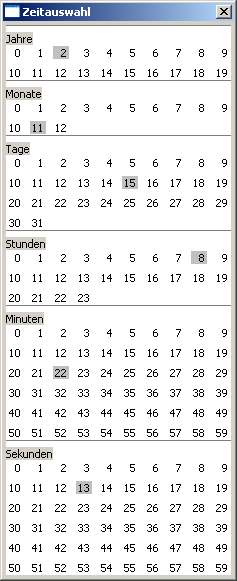 Zeitauswahl
Jahre
0 1 2 3 4 5 6 7 8 9
10 11 12 13 14 15 16 17 18 19
Monate
0 1 2 3 4 5 6 7 8 9
10 11 12
Tage
0 1 2 3 4 5 6 7 8 9
10 11 12 13 14 15 16 17 18 19
20 21 22 23 24 25 26 27 28 29
30 31
Stunden
0 1 2 3 4 5 6 7 8 9
10 11 12 13 14 15 16 17 18 19
20 21 22 23
Minuten
0 1 2 3 4 5 6 7 8 9
10 11 12 13 14 15 16 17 18 19
20 21 22 23 24 25 26 27 28 29
30 31 32 33 34 35 36 37 38 39
40 41 42 43 44 45 46 47 48 49
50 51 52 53 54 55 56 57 58 59
Sekunden
0 1 2 3 4 5 6 7 8 9
10 11 12 13 14 15 16 17 18 19
20 21 22 23 24 25 26 27 28 29
30 31 32 33 34 35 36 37 38 39
40 41 42 43 44 45 46 47 48 49
50 51 52 53 54 55 56 57 58 59